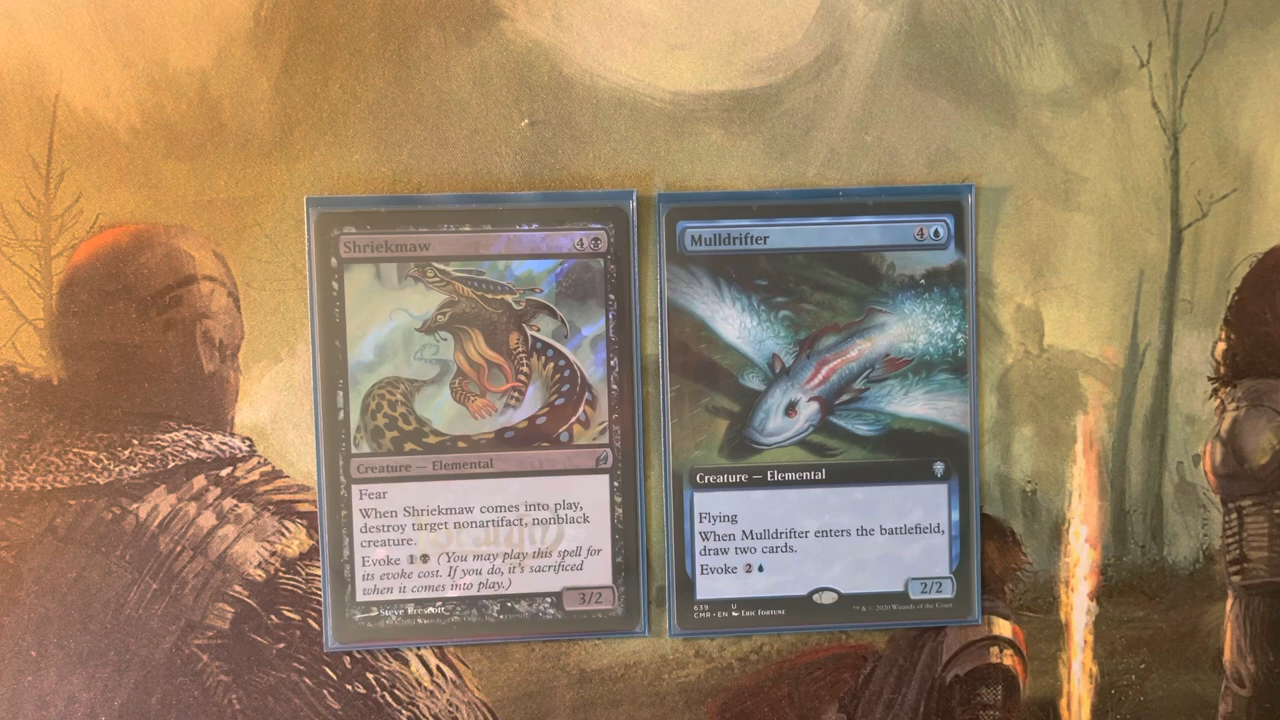 Shriekmaw 4
Creature — Elemental
Fear
When Shriekmaw comes into play,
destroy target nonartifact, nonblack
creature.
Evoke 1 (You may play this spell for
its evoke cost. If you do, it's sacrificed
when it comes into play.)
3/2
Steve Prescott
Mulldrifter 4
Creature — Elemental
Flying
When Mulldrifter enters the battlefield,
draw two cards.
Evoke 2
2/2
639 U
CMR • EN ERIC FORTUNE
™ & © 2020 Wizards of the Coast